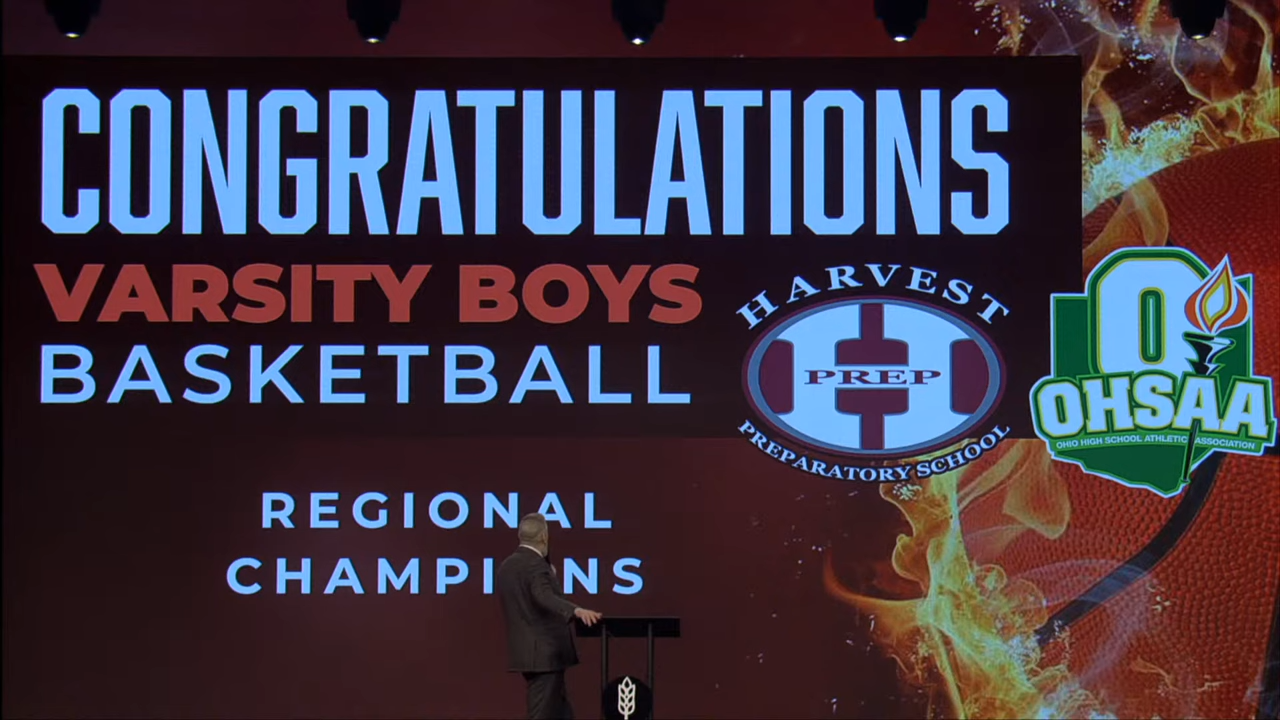 CONGRATULATIONS
VARSITY BOYS
BASKETBALL
HARVEST
PREP
PREPARATORY SCHOOL
O
OHSAA
OHIO HIGH SCHOOL ATHLETIC ASSOCIATION
REGIONAL
CHAMPIONS